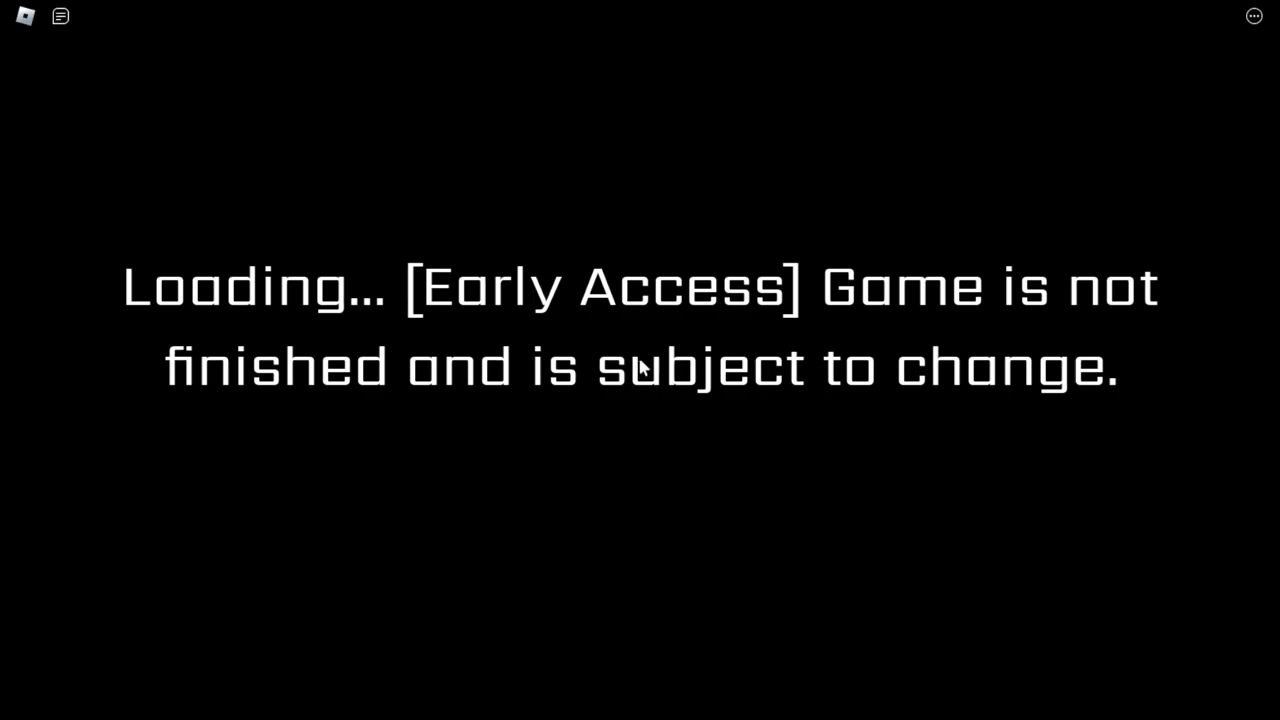 Loading... [Early Access] Game is not
finished and is subject to change.